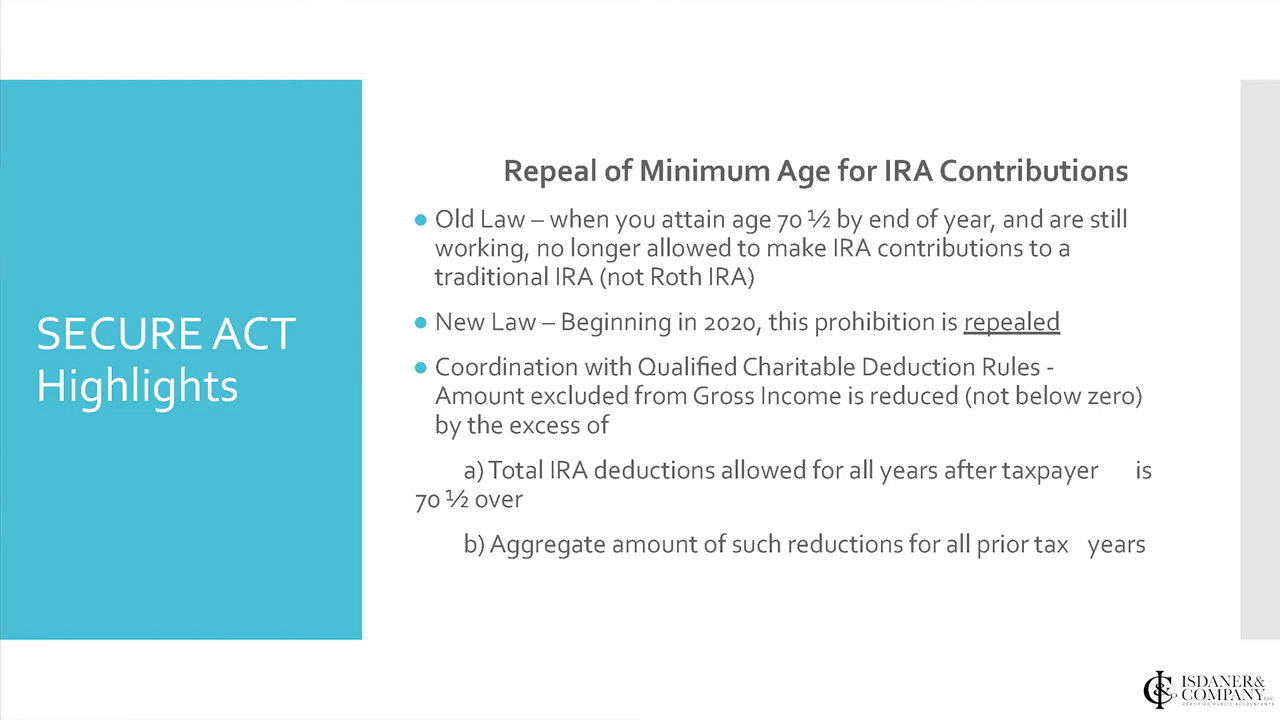 SECURE ACT
Highlights
Repeal of Minimum Age for IRA Contributions
● Old Law – when you attain age 70 ½ by end of year, and are still
working, no longer allowed to make IRA contributions to a
traditional IRA (not Roth IRA)
● New Law – Beginning in 2020, this prohibition is repealed
● Coordination with Qualified Charitable Deduction Rules -
Amount excluded from Gross Income is reduced (not below zero)
by the excess of
a) Total IRA deductions allowed for all years after taxpayer is
70 ½ over
b) Aggregate amount of such reductions for all prior tax years
ISDANER&
COMPANY, LLC
CERTIFIED PUBLIC ACCOUNTANTS